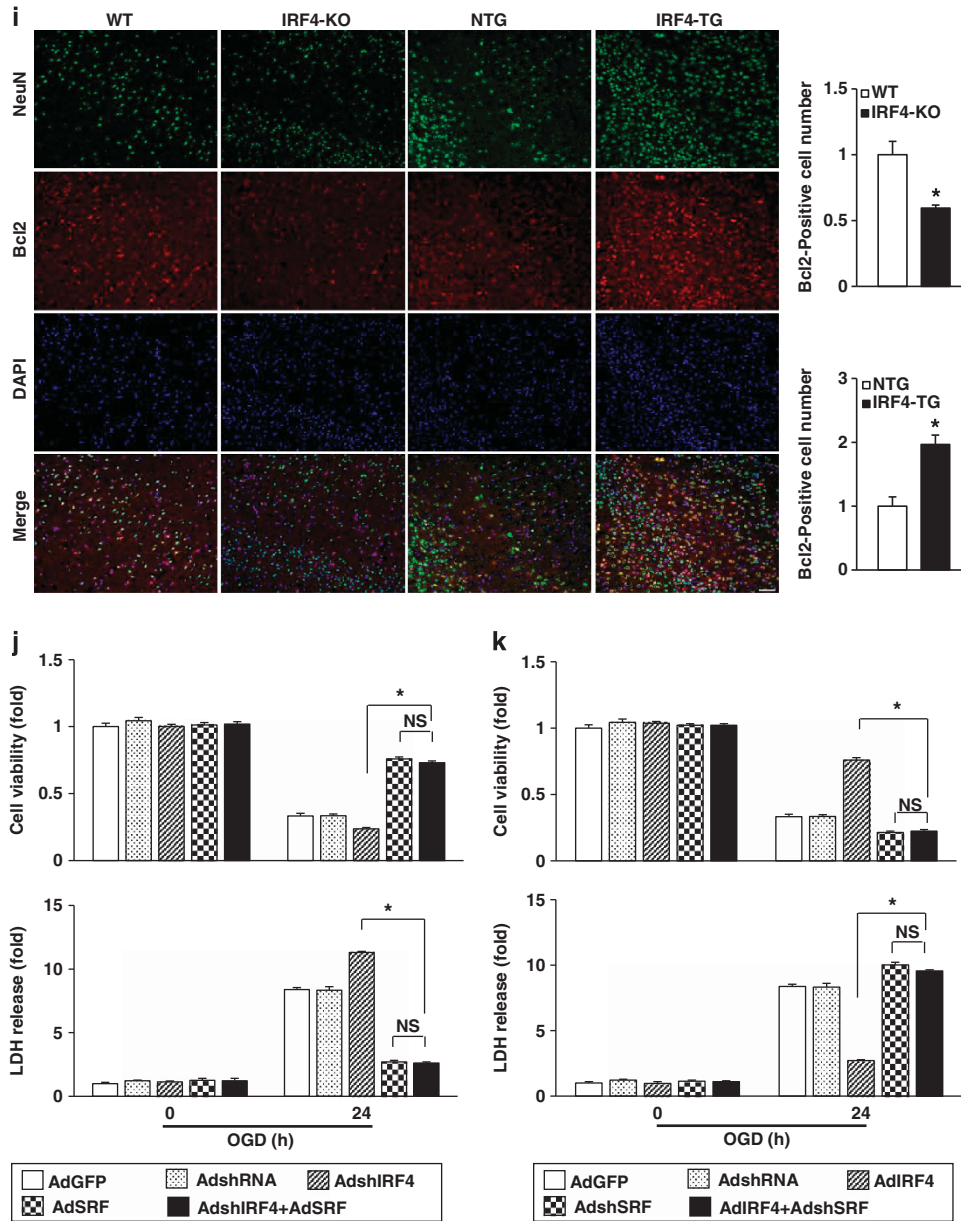 i
WT IRF4-KO NTG IRF4-TG
NeuN
Bcl2
DAPI
Merge
Bcl2-Positive cell number
1.5
1
0.5
0
WT
IRF4-KO
*
Bcl2-Positive cell number
3
2
1
0
NTG
IRF4-TG
*
j
Cell viability (fold)
1.5
1
0.5
0
*
NS
LDH release (fold)
15
10
5
0
*
NS
0 24
OGD (h)
AdGFP AdshRNA AdshIRF4
AdSRF AdshIRF4+AdSRF
k
Cell viability (fold)
1.5
1
0.5
0
*
NS
LDH release (fold)
15
10
5
0
*
NS
0 24
OGD (h)
AdGFP AdshRNA AdIRF4
AdshSRF AdIRF4+AdshSRF